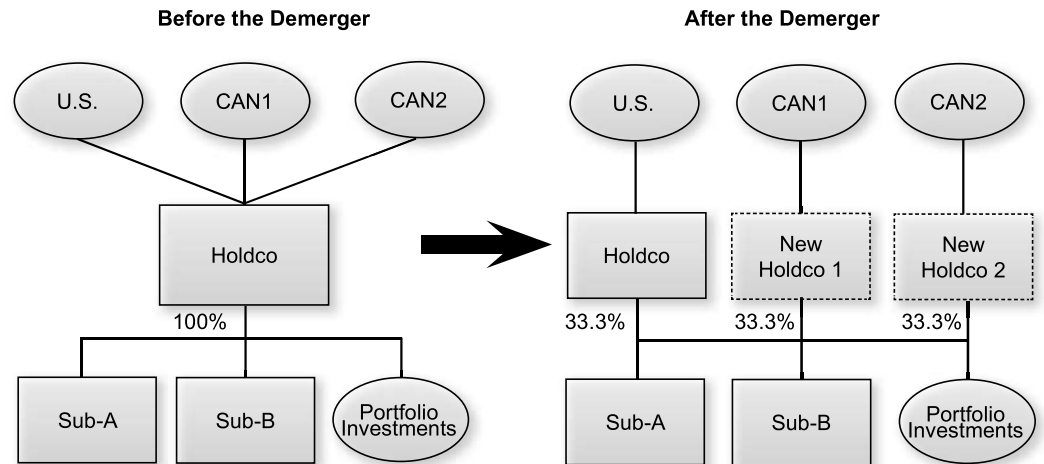 Before the Demerger
After the Demerger
U.S.
CAN1
CAN2
U.S.
CAN1
CAN2
Holdco
Holdco
New
Holdco 1
New
Holdco 2
100%
33.3%
33.3%
33.3%
Sub-A
Sub-B
Portfolio
Investments
Sub-A
Sub-B
Portfolio
Investments